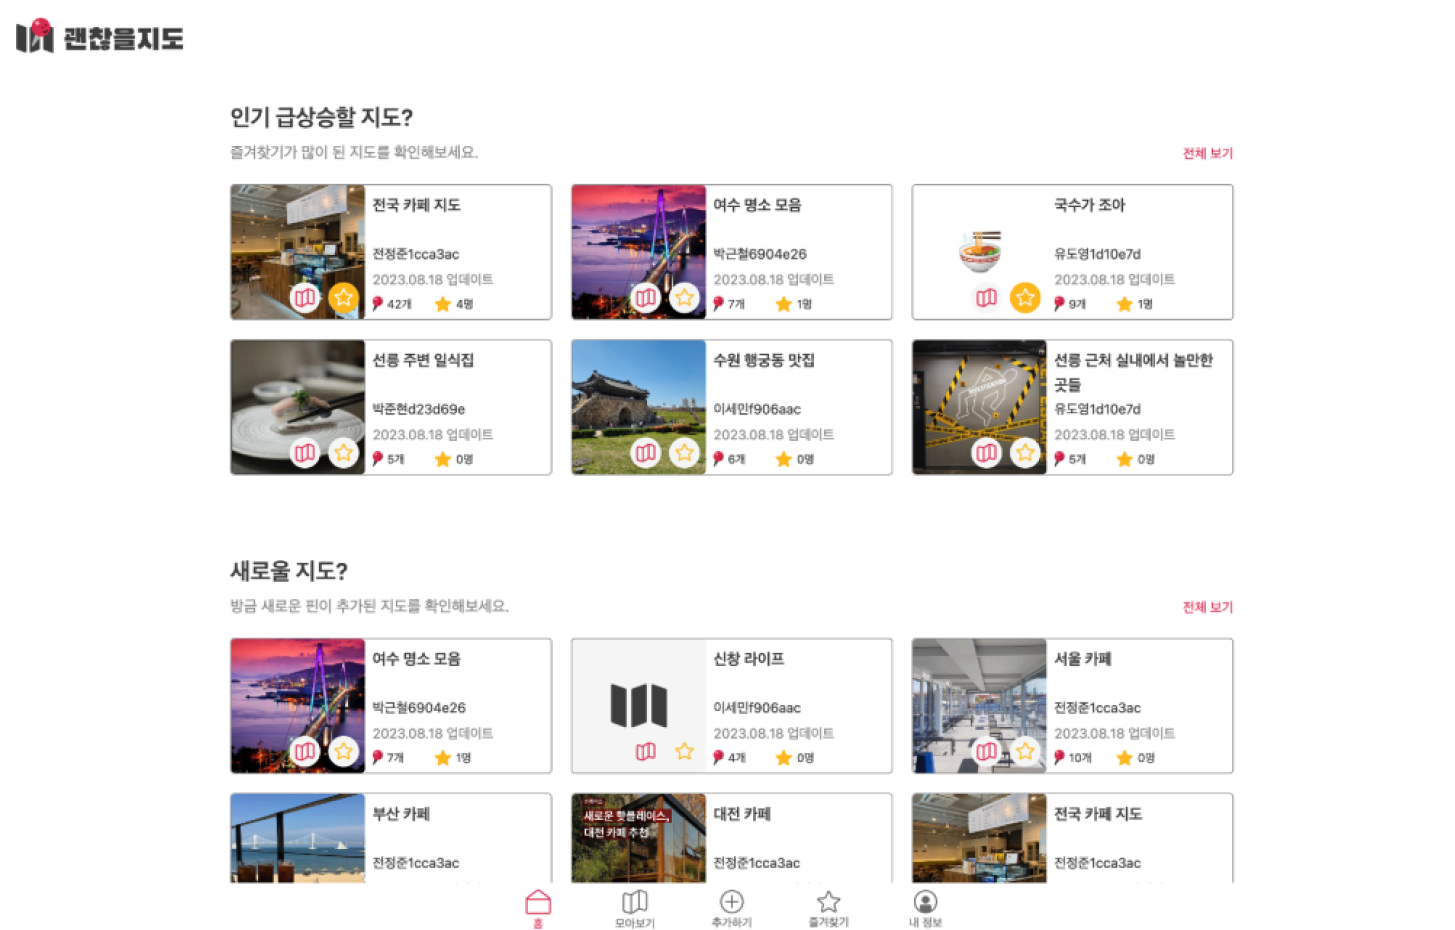 괜찮을지도
인기 급상승할 지도?
즐겨찾기가 많이 된 지도를 확인해보세요.
전체 보기
전국 카페 지도
전정준1cca3ac
2023.08.18 업데이트
42개
4명
여수 명소 모음
박근철6904e26
2023.08.18 업데이트
7개
1명
국수가 조아
유도영1d10e7d
2023.08.18 업데이트
9개
1명
선릉 주변 일식집
박준현d23d69e
2023.08.18 업데이트
5개
0명
수원 행궁동 맛집
이세민f906aac
2023.08.18 업데이트
6개
0명
선릉 근처 실내에서 놀만한
곳들
유도영1d10e7d
2023.08.18 업데이트
5개
0명
새로울 지도?
방금 새로운 핀이 추가된 지도를 확인해보세요.
전체 보기
여수 명소 모음
박근철6904e26
2023.08.18 업데이트
7개
1명
신창 라이프
이세민f906aac
2023.08.18 업데이트
4개
0명
서울 카페
전정준1cca3ac
2023.08.18 업데이트
10개
0명
부산 카페
전정준1cca3ac
새로운 핫플레이스,
대전 카페 추천
대전 카페
전정준1cca3ac
전국 카페 지도
전정준1cca3ac
홈
모아보기
추가하기
즐겨찾기
내 정보